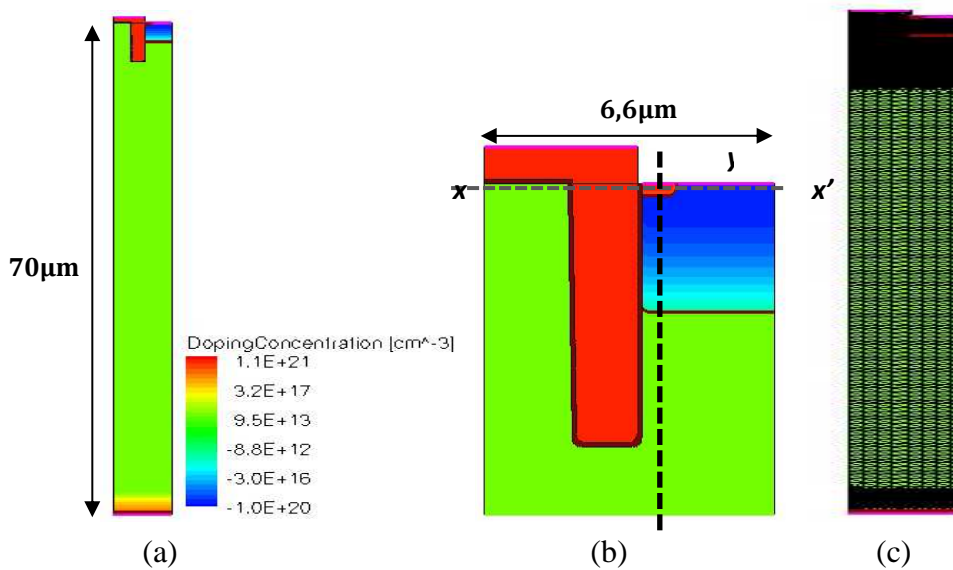 6,6µm
x
x'
70µm
DopingConcentration [cm^-3]
1.1E+21
3.2E+17
9.5E+13
-8.8E+12
-3.0E+16
-1.0E+20
(a)
(b)
(c)